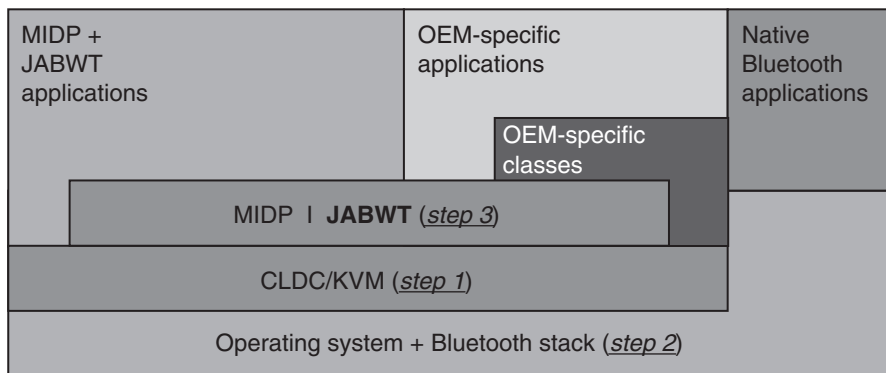 MIDP +
JABWT
applications
OEM-specific
applications
Native
Bluetooth
applications
OEM-specific
classes
MIDP | JABWT (step 3)
CLDC/KVM (step 1)
Operating system + Bluetooth stack (step 2)